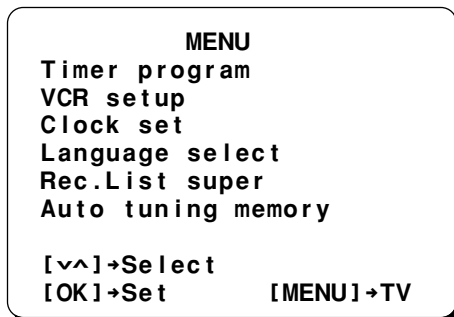 MENU
Timer program
VCR setup
Clock set
Language select
Rec.List super
Auto tuning memory
[⌄^]→Select
[OK]→Set [MENU]→TV